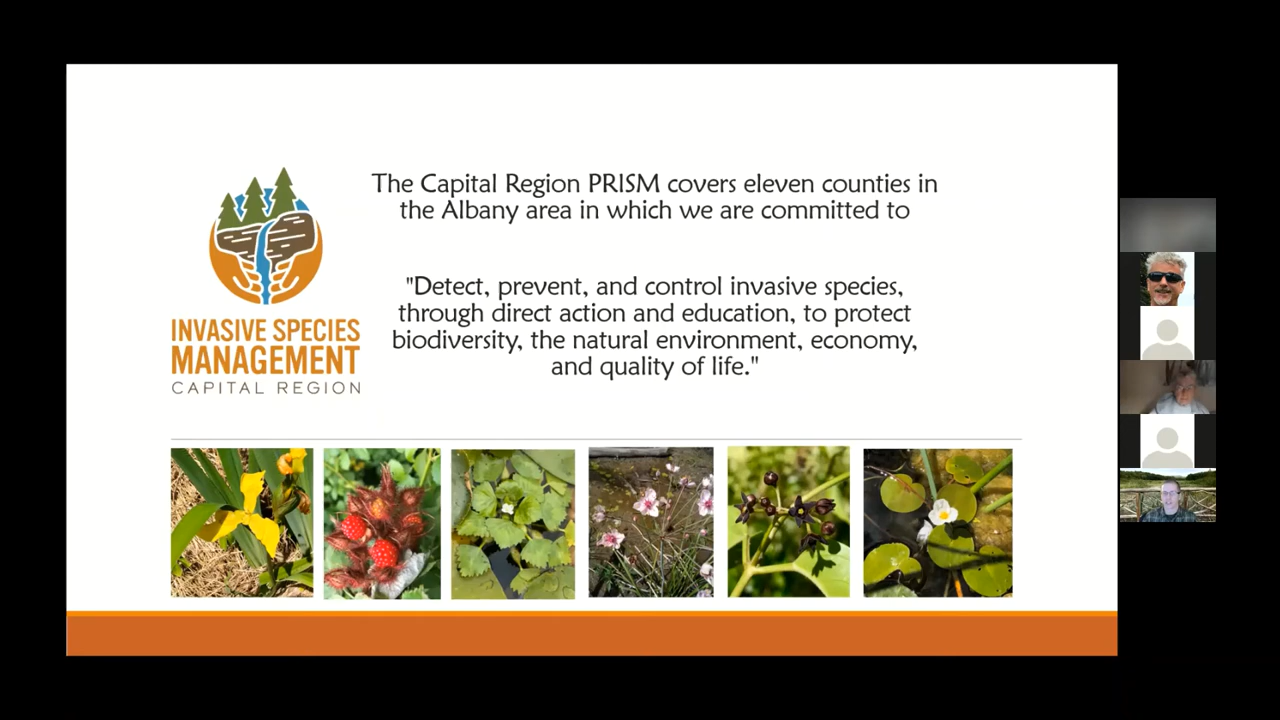 The Capital Region PRISM covers eleven counties in
the Albany area in which we are committed to
"Detect, prevent, and control invasive species,
through direct action and education, to protect
biodiversity, the natural environment, economy,
and quality of life."
INVASIVE SPECIES
MANAGEMENT
CAPITAL REGION